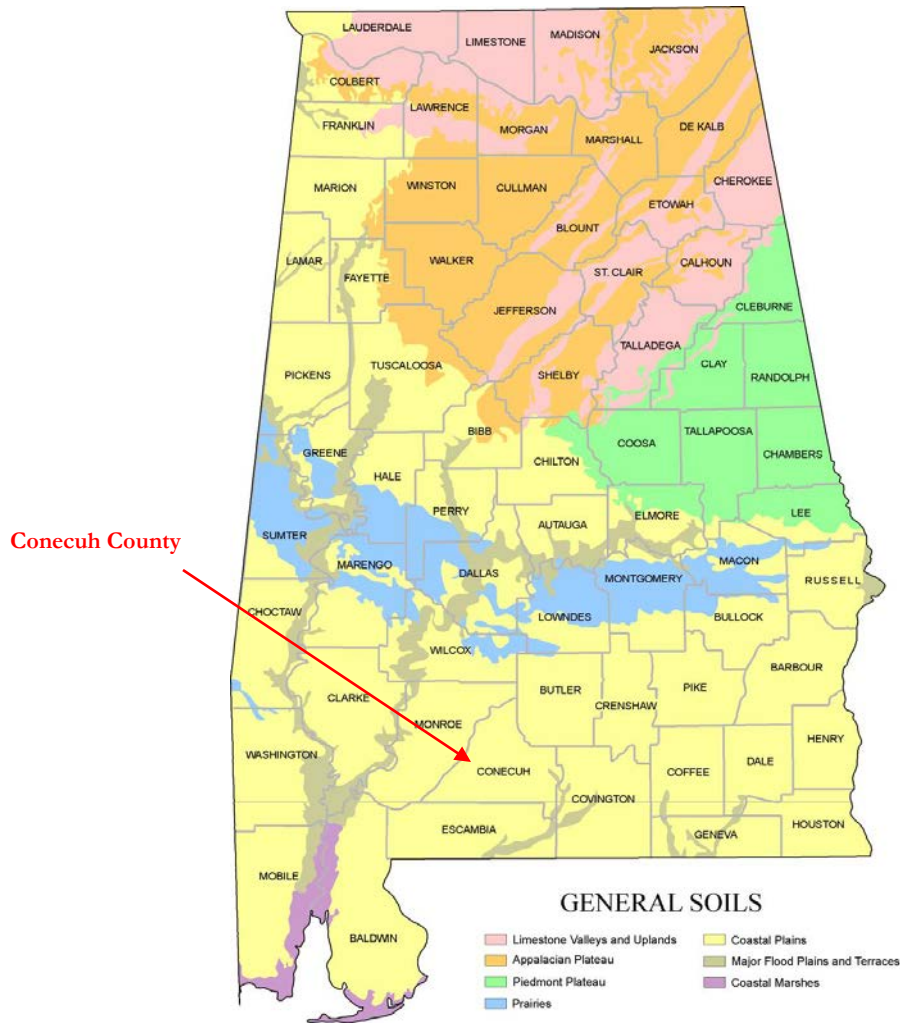 LAUDERDALE
LIMESTONE
MADISON
JACKSON
COLBERT
LAWRENCE
FRANKLIN
MORGAN
MARSHALL
DE KALB
MARION
WINSTON
CULLMAN
CHEROKEE
ETOWAH
BLOUNT
LAMAR
FAYETTE
WALKER
ST. CLAIR
CALHOUN
JEFFERSON
CLEBURNE
TALLADEGA
PICKENS
TUSCALOOSA
SHELBY
CLAY
RANDOLPH
BIBB
GREENE
HALE
CHILTON
COOSA
TALLAPOOSA
CHAMBERS
PERRY
AUTAUGA
ELMORE
LEE
Conecuh County
SUMTER
MARENGO
DALLAS
MONTGOMERY
MACON
RUSSELL
CHOCTAW
LOWNDES
BULLOCK
WILCOX
BARBOUR
CLARKE
MONROE
BUTLER
CRENSHAW
PIKE
WASHINGTON
CONECUH
COVINGTON
COFFEE
DALE
HENRY
ESCAMBIA
GENEVA
HOUSTON
MOBILE
BALDWIN
GENERAL SOILS
Limestone Valleys and Uplands
Appalacian Plateau
Piedmont Plateau
Prairies
Coastal Plains
Major Flood Plains and Terraces
Coastal Marshes